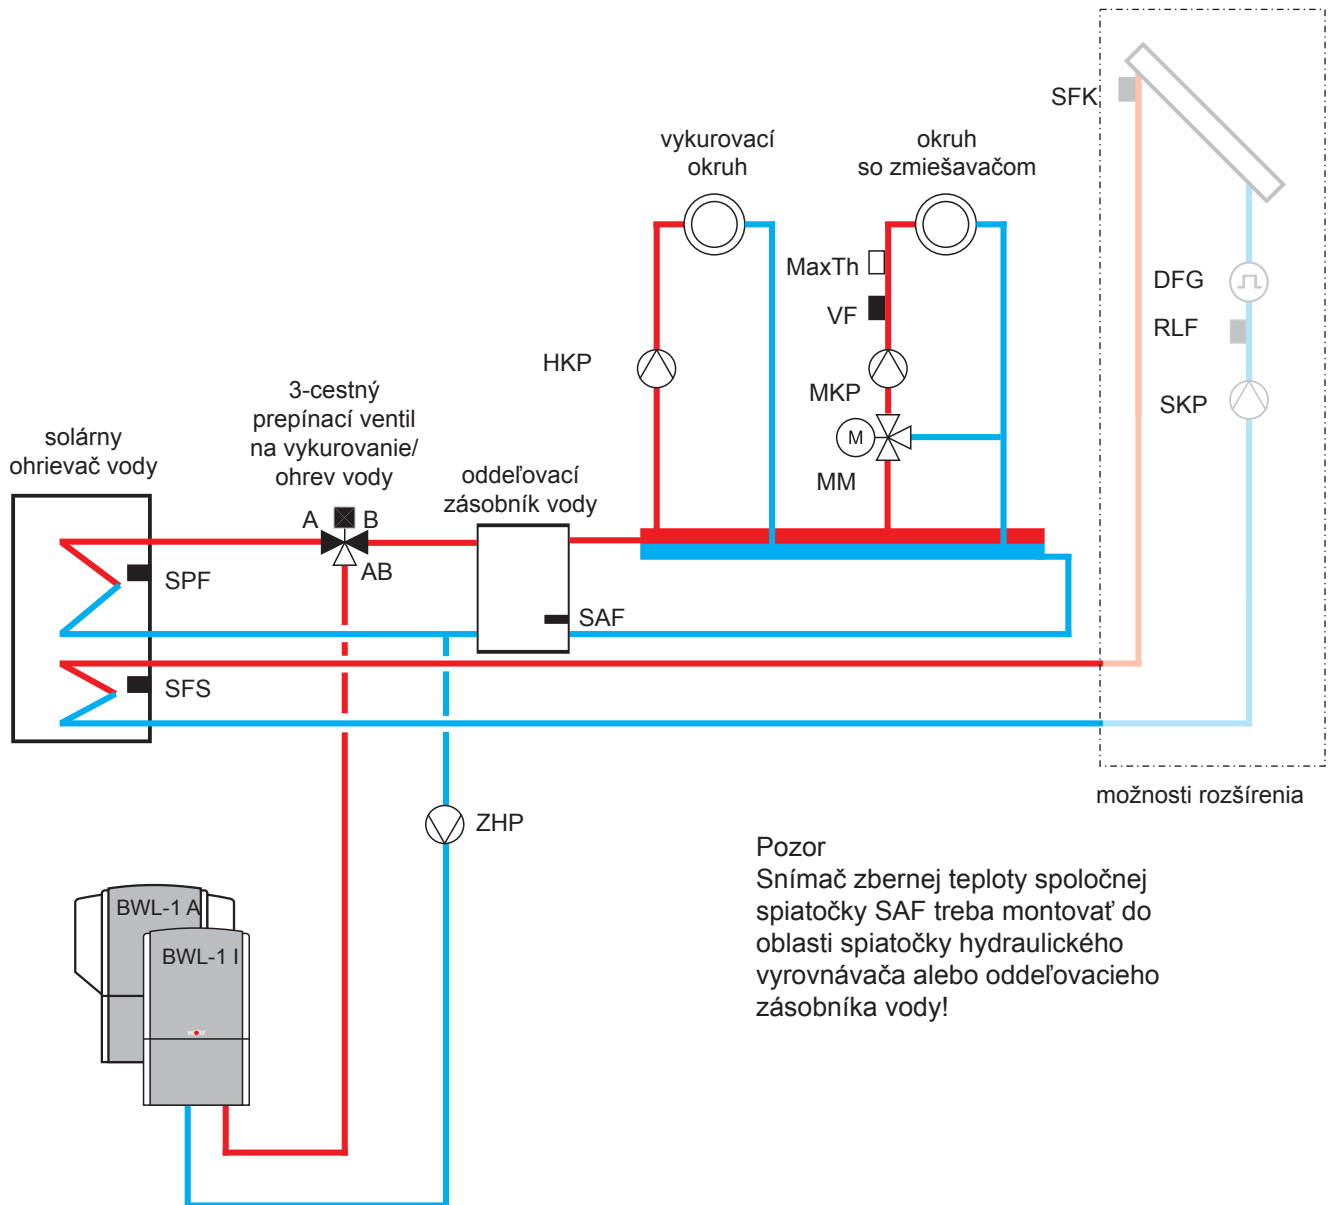 SFK
vykurovací
okruh
okruh
so zmiešavačom
MaxTh
VF
DFG
RLF
HKP
MKP
SKP
3-cestný
prepínací ventil
na vykurovanie/
ohrev vody
solárny
ohrievač vody
M
MM
oddeľovací
zásobník vody
A
B
AB
SPF
SAF
SFS
možnosti rozšírenia
ZHP
Pozor
Snímač zbernej teploty spoločnej
spiatočky SAF treba montovať do
oblasti spiatočky hydraulického
vyrovnávača alebo oddeľovacieho
zásobníka vody!
BWL-1 A
BWL-1 I